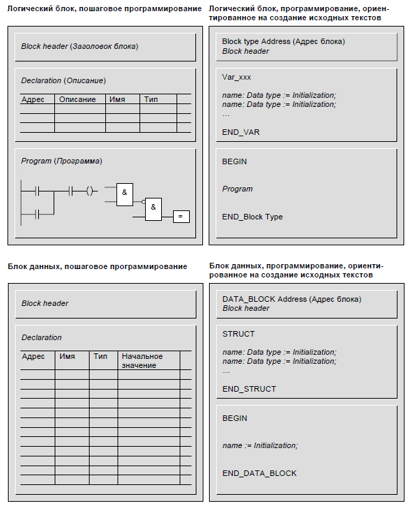 Логический блок, пошаговое программирование
Block header (Заголовок блока)
Declaration (Описание)
Адрес Описание Имя Тип
Program (Программа)
&
&
=
Логический блок, программирование, ориен-
тированное на создание исходных текстов
Block type Address (Адрес блока)
Block header
Var_xxx
name: Data type := Initialization;
name: Data type := Initialization;
...
END_VAR
BEGIN
Program
END_Block Type
Блок данных, пошаговое программирование
Block header
Declaration
Адрес Имя Тип Начальное
значение
Блок данных, программирование, ориенти-
рованное на создание исходных текстов
DATA_BLOCK Address (Адрес блока)
Block header
STRUCT
name: Data type := Initialization;
name: Data type := Initialization;
...
END_STRUCT
BEGIN
name := Initialization;
END_DATA_BLOCK